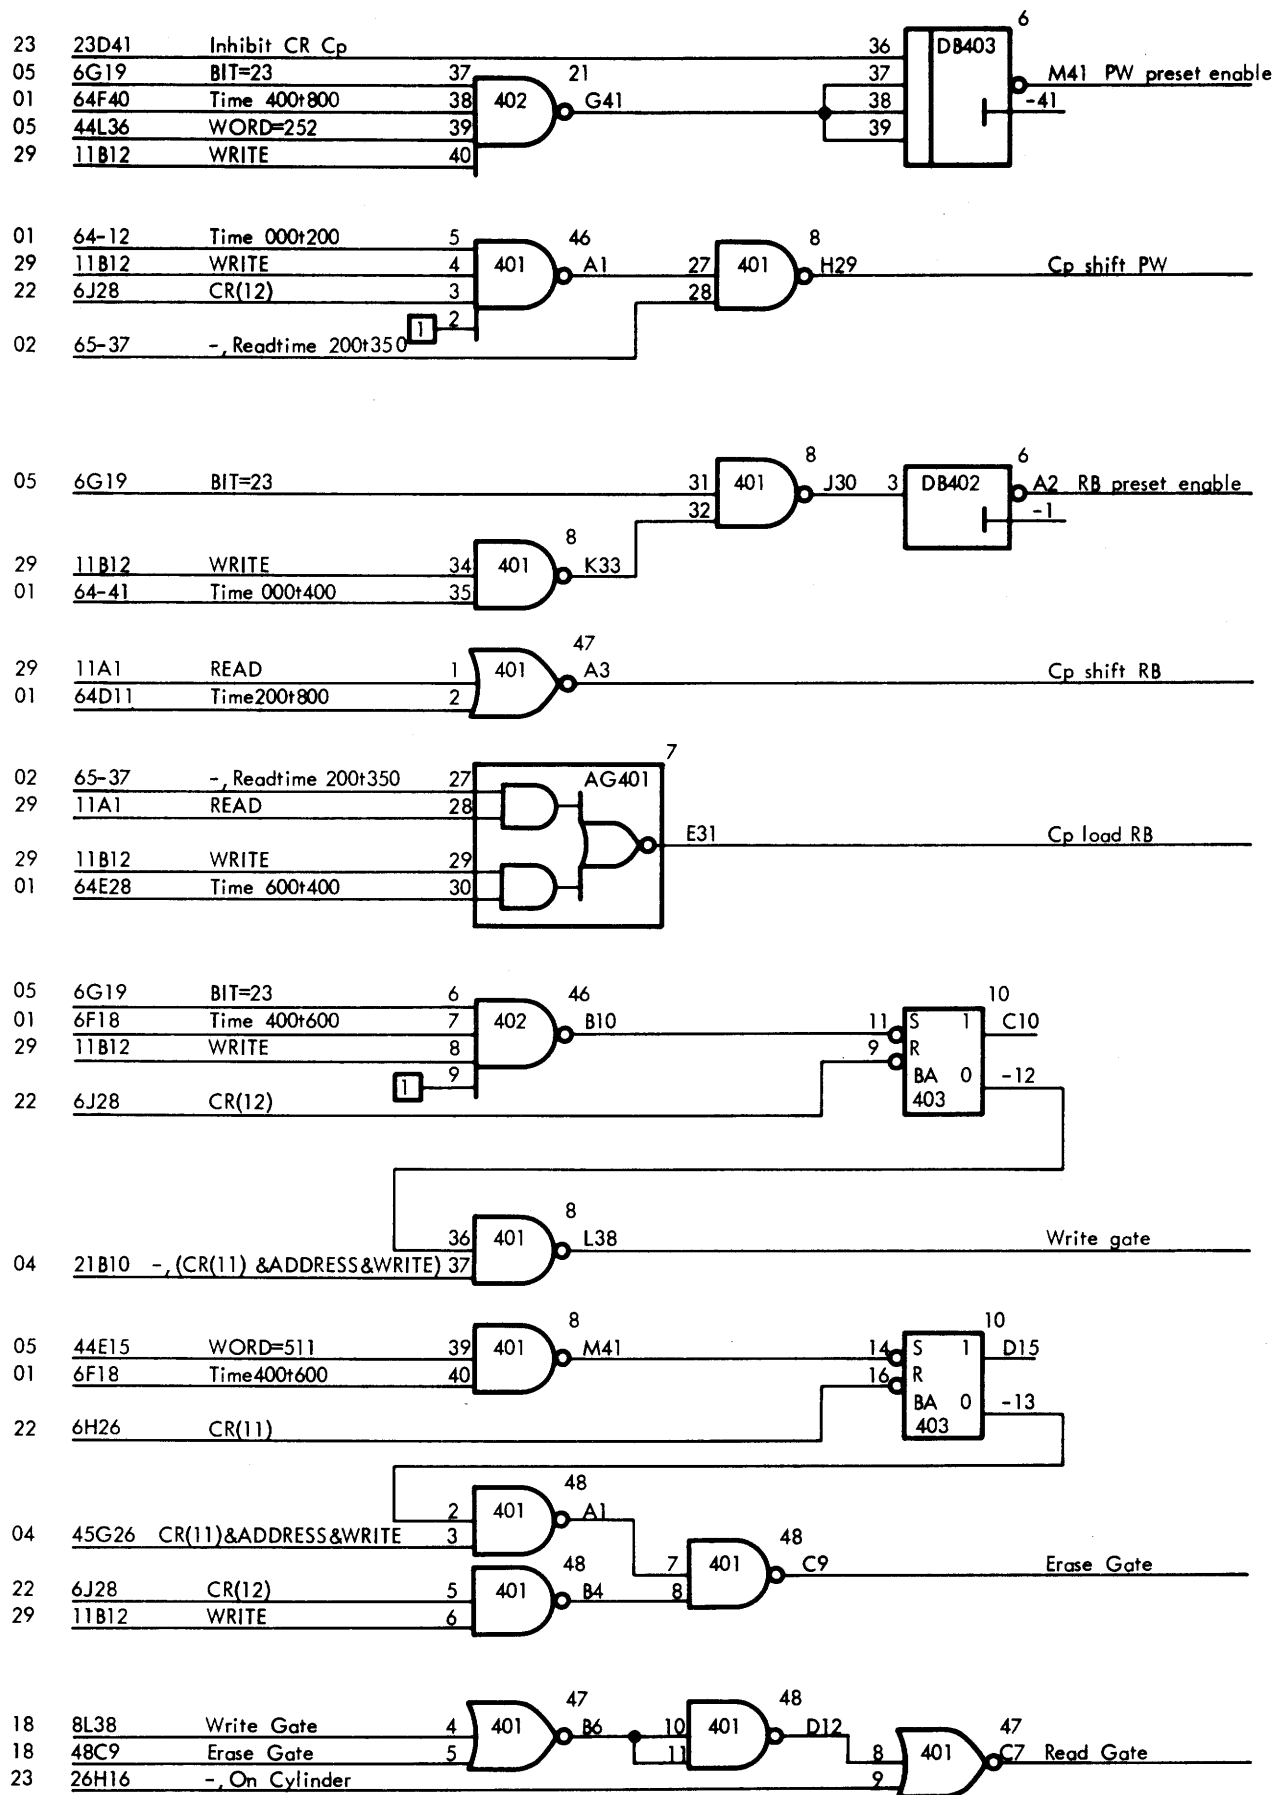 6
23 23D41 Inhibit CR Cp 36 DB403
05 6G19 BIT=23 37 21 37 M41 PW preset enable
01 64F40 Time 400t800 38 402 G41 38 -41
05 44L36 WORD=252 39 39
29 11B12 WRITE 40
01 64-12 Time 000t200 5 46 8
29 11B12 WRITE 4 401 A1 27 401 H29 Cp shift PW
22 6J28 CR(12) 3 28
1 2
02 65-37 -,Readtime 200t350
8 6
05 6G19 BIT=23 31 401 J30 3 DB402 A2 RB preset enable
32 -1
8
29 11B12 WRITE 34 401 K33
01 64-41 Time 000t400 35
47
29 11A1 READ 1 401 A3 Cp shift RB
01 64D11 Time200t800 2
7
02 65-37 -,Readtime 200t350 27 AG401
29 11A1 READ 28
E31 Cp load RB
29 11B12 WRITE 29
01 64E28 Time 600t400 30
05 6G19 BIT=23 6 46 10
01 6F18 Time 400t600 7 402 B10 11 S 1 C10
29 11B12 WRITE 8 9 R
1 9 BA 0 -12
22 6J28 CR(12) 403
8
36 401 L38 Write gate
04 21B10 -,(CR(11) &ADDRESS&WRITE) 37
8 10
05 44E15 WORD=511 39 401 M41 14 S 1 D15
01 6F18 Time400t600 40 16 R
BA 0 -13
22 6H26 CR(11) 403
48
2 401 A1
04 45G26 CR(11)&ADDRESS&WRITE 3 48
48 7 401 C9 Erase Gate
22 6J28 CR(12) 5 401 B4 8
29 11B12 WRITE 6
47 48
18 8L38 Write Gate 4 401 B6 10 401 D12 47
18 48C9 Erase Gate 5 11 8 401 C7 Read Gate
23 26H16 -,On Cylinder 9